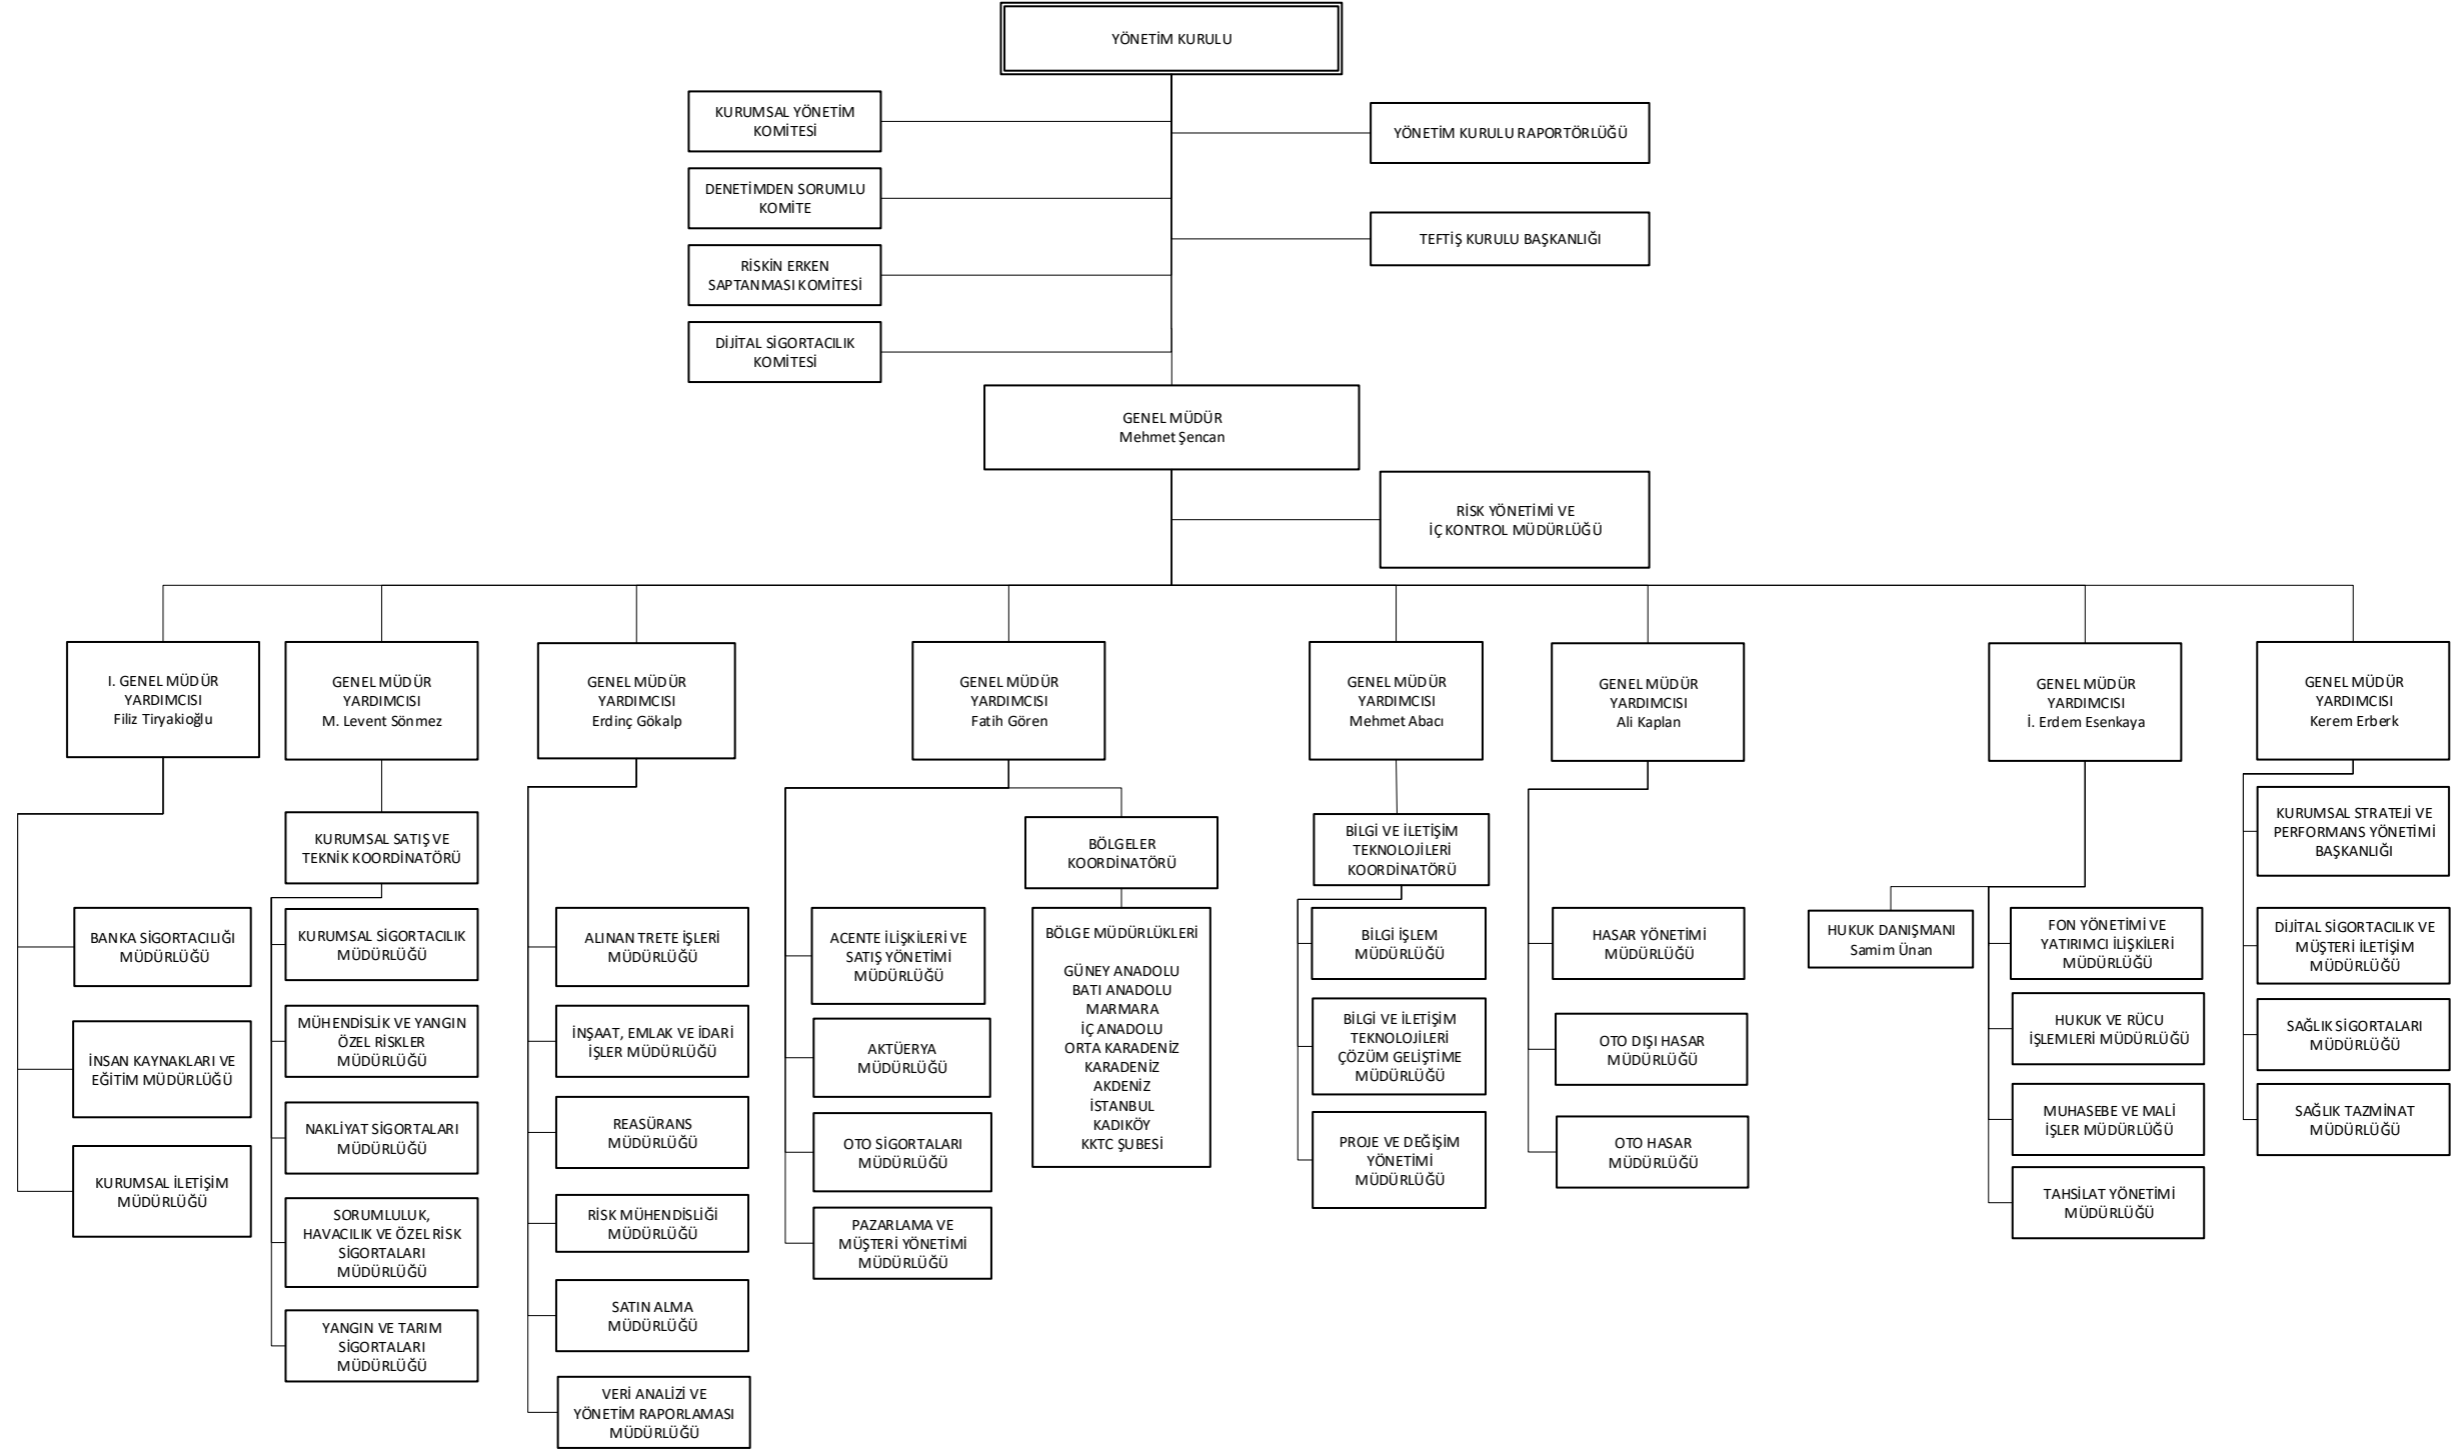 YÖNETİM KURULU
KURUMSAL YÖNETİM
KOMİTESİ
YÖNETİM KURULU RAPORTÖRLÜĞÜ
DENETİMDEN SORUMLU
KOMİTE
TEFTİŞ KURULU BAŞKANLIĞI
RİSKİN ERKEN
SAPTANMASI KOMİTESİ
DİJİTAL SİGORTACILIK
KOMİTESİ
GENEL MÜDÜR
Mehmet Şencan
RİSK YÖNETİMİ VE
İÇ KONTROL MÜDÜRLÜĞÜ
I. GENEL MÜDÜR
YARDIMCISI
Filiz Tiryakioğlu
GENEL MÜDÜR
YARDIMCISI
M. Levent Sönmez
GENEL MÜDÜR
YARDIMCISI
Erdinç Gökalp
GENEL MÜDÜR
YARDIMCISI
Fatih Gören
GENEL MÜDÜR
YARDIMCISI
Mehmet Abacı
GENEL MÜDÜR
YARDIMCISI
Ali Kaplan
GENEL MÜDÜR
YARDIMCISI
İ. Erdem Esenkaya
GENEL MÜDÜR
YARDIMCISI
Kerem Erberk
BANKA SİGORTACILIĞI
MÜDÜRLÜĞÜ
İNSAN KAYNAKLARI VE
EĞİTİM MÜDÜRLÜĞÜ
KURUMSAL İLETİŞİM
MÜDÜRLÜĞÜ
KURUMSAL SATIŞ VE
TEKNİK KOORDİNATÖRÜ
KURUMSAL SİGORTACILIK
MÜDÜRLÜĞÜ
MÜHENDİSLİK VE YANGIN
ÖZEL RİSKLER
MÜDÜRLÜĞÜ
NAKLİYAT SİGORTALARI
MÜDÜRLÜĞÜ
SORUMLULUK,
HAVACILIK VE ÖZEL RİSK
SİGORTALARI
MÜDÜRLÜĞÜ
YANGIN VE TARIM
SİGORTALARI
MÜDÜRLÜĞÜ
ALINAN TRETE İŞLERİ
MÜDÜRLÜĞÜ
İNŞAAT, EMLAK VE İDARİ
İŞLER MÜDÜRLÜĞÜ
REASÜRANS
MÜDÜRLÜĞÜ
RİSK MÜHENDİSLİĞİ
MÜDÜRLÜĞÜ
SATIN ALMA
MÜDÜRLÜĞÜ
VERİ ANALİZİ VE
YÖNETİM RAPORLAMASI
MÜDÜRLÜĞÜ
ACENTE İLİŞKİLERİ VE
SATIŞ YÖNETİMİ
MÜDÜRLÜĞÜ
AKTÜERYA
MÜDÜRLÜĞÜ
OTO SİGORTALARI
MÜDÜRLÜĞÜ
PAZARLAMA VE
MÜŞTERİ YÖNETİMİ
MÜDÜRLÜĞÜ
BÖLGELER
KOORDİNATÖRÜ
BÖLGE MÜDÜRLÜKLERİ
GÜNEY ANADOLU
BATI ANADOLU
MARMARA
İÇ ANADOLU
ORTA KARADENİZ
KARADENİZ
AKDENİZ
İSTANBUL
KADIKÖY
KKTC ŞUBESİ
BİLGİ VE İLETİŞİM
TEKNOLOJİLERİ
KOORDİNATÖRÜ
BİLGİ İŞLEM
MÜDÜRLÜĞÜ
BİLGİ VE İLETİŞİM
TEKNOLOJİLERİ
ÇÖZÜM GELİŞTİME
MÜDÜRLÜĞÜ
PROJE VE DEĞİŞİM
YÖNETİMİ
MÜDÜRLÜĞÜ
HASAR YÖNETİMİ
MÜDÜRLÜĞÜ
OTO DIŞI HASAR
MÜDÜRLÜĞÜ
OTO HASAR
MÜDÜRLÜĞÜ
HUKUK DANIŞMANI
Samim Ünan
FON YÖNETİMİ VE
YATIRIMCI İLİŞKİLERİ
MÜDÜRLÜĞÜ
HUKUK VE RÜCU
İŞLEMLERİ MÜDÜRLÜĞÜ
MUHASEBE VE MALİ
İŞLER MÜDÜRLÜĞÜ
TAHSİLAT YÖNETİMİ
MÜDÜRLÜĞÜ
KURUMSAL STRATEJİ VE
PERFORMANS YÖNETİMİ
BAŞKANLIĞI
DİJİTAL SİGORTACILIK VE
MÜŞTERİ İLETİŞİM
MÜDÜRLÜĞÜ
SAĞLIK SİGORTALARI
MÜDÜRLÜĞÜ
SAĞLIK TAZMİNAT
MÜDÜRLÜĞÜ